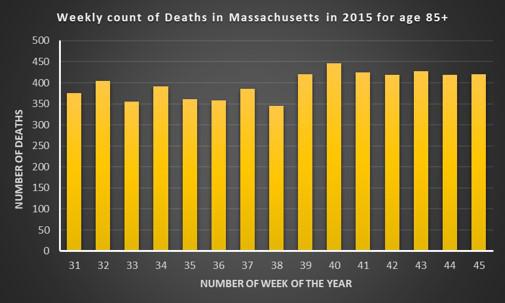 Weekly count of Deaths in Massachusetts in 2015 for age 85+
500
450
400
350
300
250
200
150
100
50
0
NUMBER OF DEATHS
31 32 33 34 35 36 37 38 39 40 41 42 43 44 45
NUMBER OF WEEK OF THE YEAR